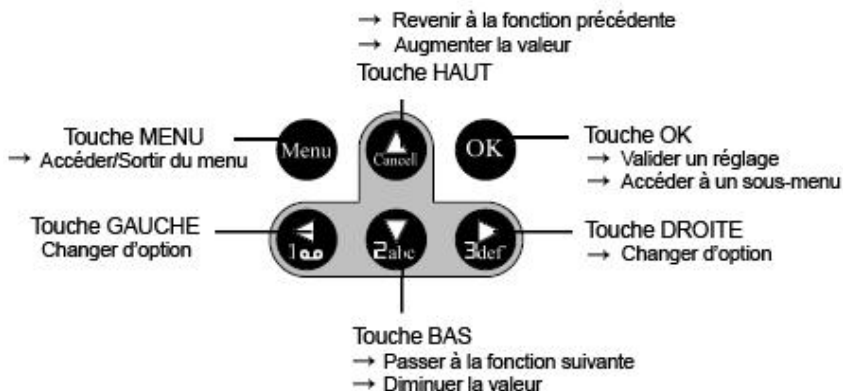 → Revenir à la fonction précédente
→ Augmenter la valeur
Touche HAUT
Touche MENU
→ Accéder/Sortir du menu
Menu
Cancell
OK
Touche OK
→ Valider un réglage
→ Accéder à un sous-menu
Touche GAUCHE
Changer d'option
1
2abc
3def
Touche DROITE
→ Changer d'option
Touche BAS
→ Passer à la fonction suivante
→ Diminuer la valeur